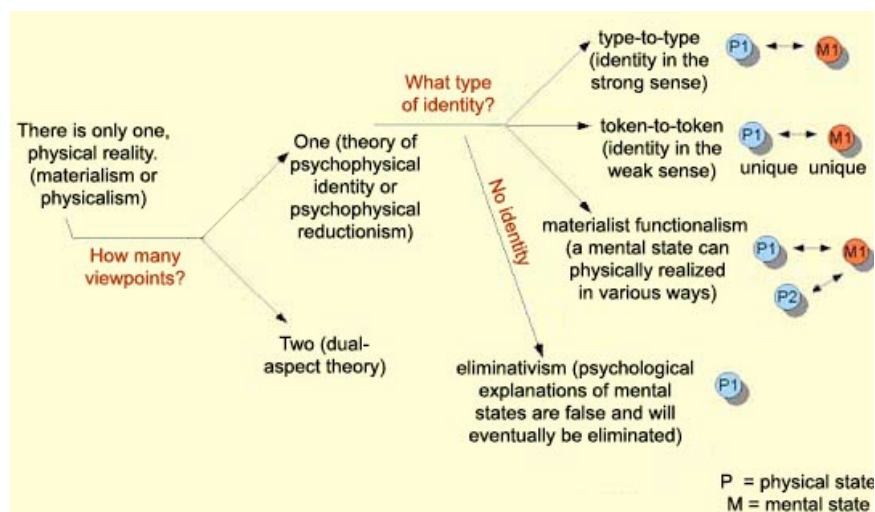 There is only one,
physical reality.
(materialism or
physicalism)
How many
viewpoints?
One (theory of
psychophysical
identity or
psychophysical
reductionism)
Two (dual-
aspect theory)
What type
of identity?
No identity
type-to-type
(identity in the
strong sense)
P1
M1
token-to-token
(identity in the
weak sense)
P1
M1
unique unique
materialist functionalism
(a mental state can
physically realized
in various ways)
P1
M1
P2
eliminativism (psychological
explanations of mental
states are false and will
eventually be eliminated)
P1
P = physical state
M = mental state